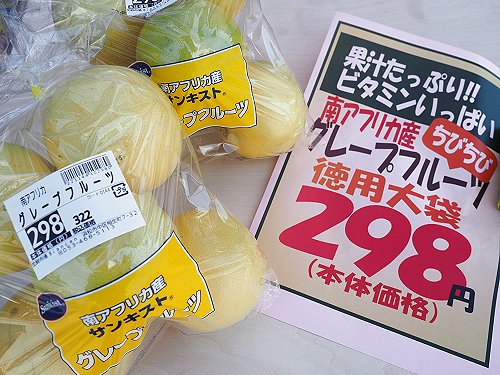 果汁たっぷり!!
ビタミンいっぱい
南アフリカ産
ちびちび
グレープフルーツ
徳用大袋
298円
(本体価格)
南アフリカ産
サンキスト®
プフルーツ
南アフリカ
グレープフルーツ
298 322
Sunkist
南アフリカ産
サンキスト®
グレープフルーツ